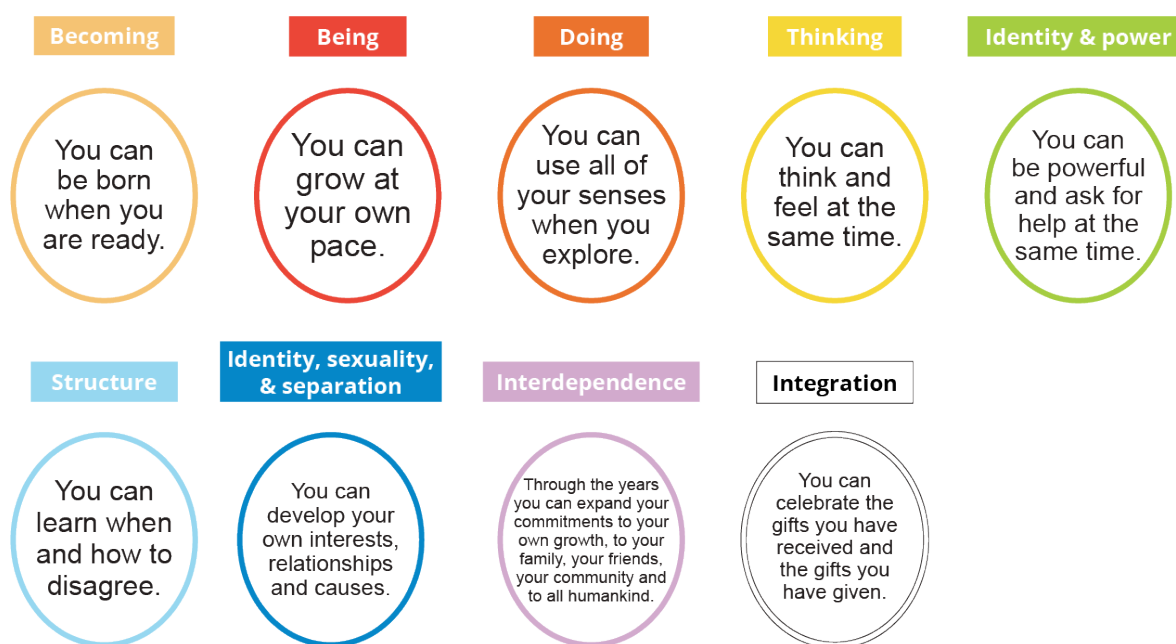 Becoming
Being
Doing
Thinking
Identity & power
You can
be born
when you
are ready.
You can
grow at
your own
pace.
You can
use all of
your senses
when you
explore.
You can
think and
feel at the
same time.
You can
be powerful
and ask for
help at the
same time.
Structure
Identity, sexuality,
& separation
Interdependence
Integration
You can
learn when
and how to
disagree.
You can
develop your
own interests,
relationships
and causes.
Through the years
you can expand your
commitments to your
own growth, to your
family, your friends,
your community and
to all humankind.
You can
celebrate the
gifts you have
received and
the gifts you
have given.